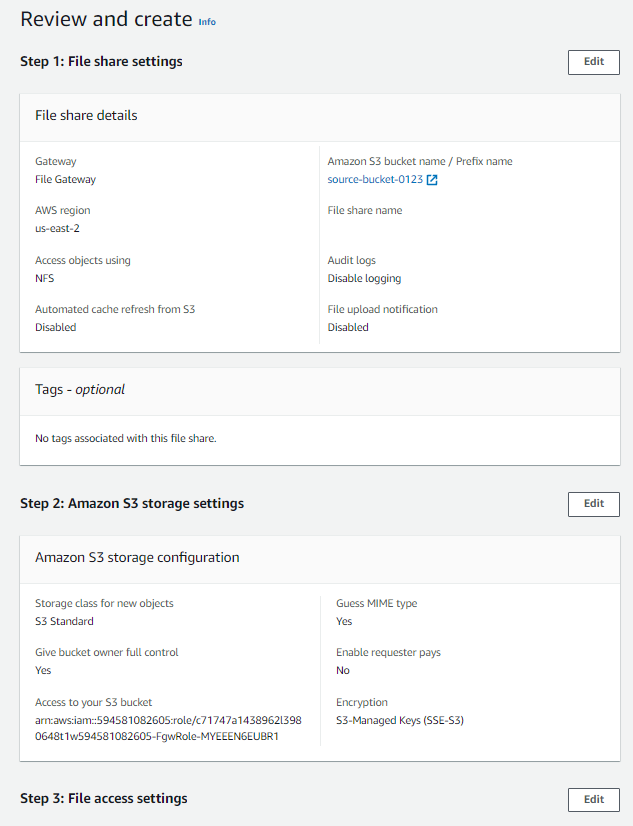 Review and create Info
Step 1: File share settings
Edit
File share details
Gateway
File Gateway
Amazon S3 bucket name / Prefix name
source-bucket-0123
AWS region
us-east-2
File share name
Access objects using
NFS
Audit logs
Disable logging
Automated cache refresh from S3
Disabled
File upload notification
Disabled
Tags - optional
No tags associated with this file share.
Step 2: Amazon S3 storage settings
Edit
Amazon S3 storage configuration
Storage class for new objects
S3 Standard
Guess MIME type
Yes
Give bucket owner full control
Yes
Enable requester pays
No
Access to your S3 bucket
arn:aws:iam::594581082605:role/c71747a1438962l398
0648t1w594581082605-FgwRole-MYEEEN6EUBR1
Encryption
S3-Managed Keys (SSE-S3)
Step 3: File access settings
Edit